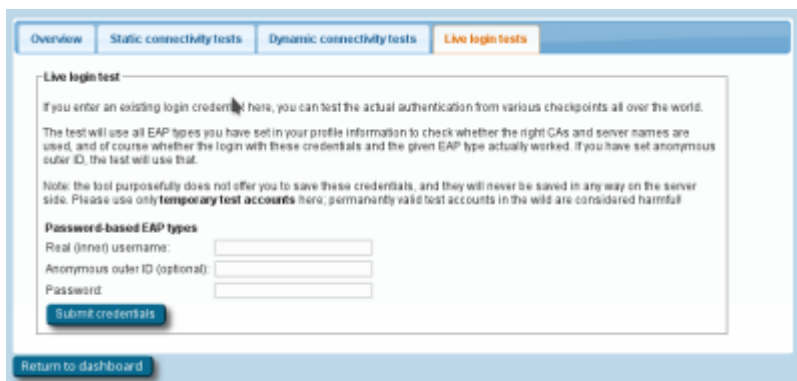 Overview Static connectivity tests Dynamic connectivity tests Live login tests
Live login test
If you enter an existing login credential here, you can test the actual authentication from various checkpoints all over the world.
The test will use all EAP types you have set in your profile information to check whether the right CAs and server names are
used, and of course whether the login with these credentials and the given EAP type actually worked. If you have set anonymous
outer ID, the test will use that.
Note: the tool purposefully does not offer you to save these credentials, and they will never be saved in any way on the server
side. Please use only temporary test accounts here; permanently valid test accounts in the wild are considered harmful!
Password-based EAP types
Real (inner) username:
Anonymous outer ID (optional):
Password:
Submit credentials
Return to dashboard